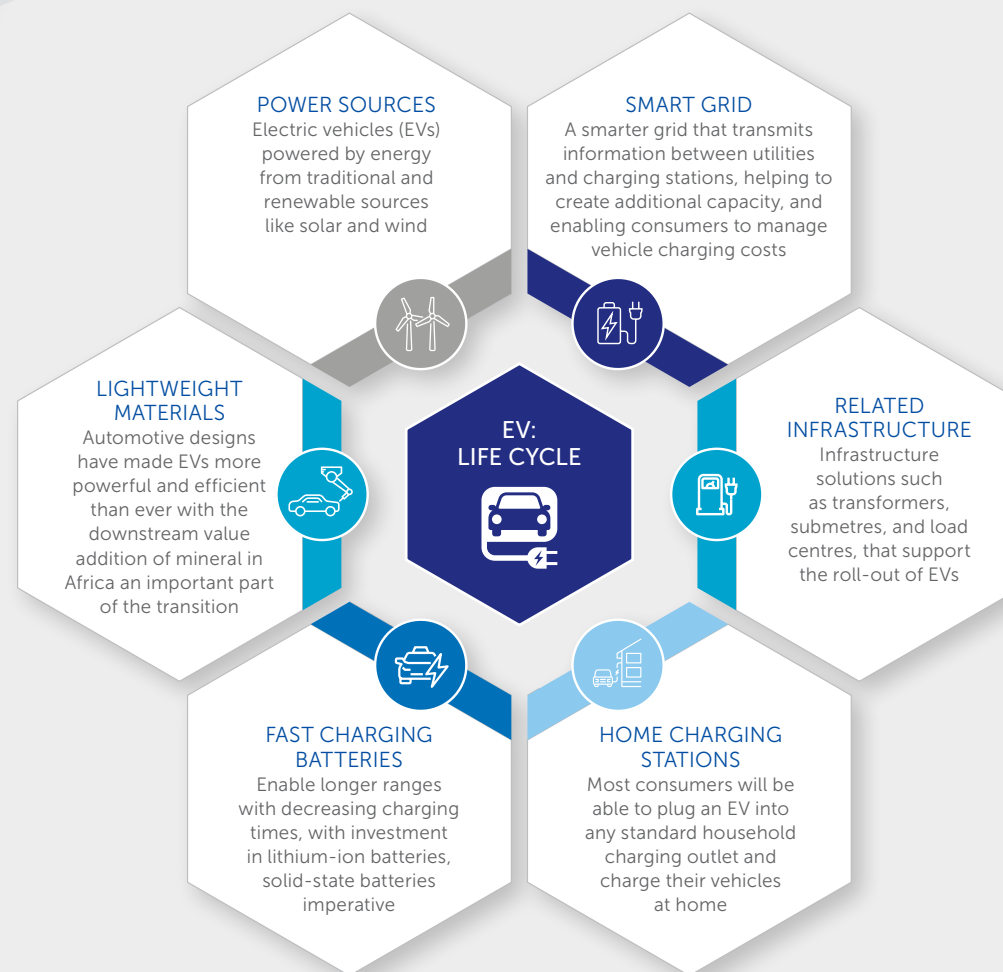 POWER SOURCES
Electric vehicles (EVs)
powered by energy
from traditional and
renewable sources
like solar and wind
SMART GRID
A smarter grid that transmits
information between utilities
and charging stations, helping to
create additional capacity, and
enabling consumers to manage
vehicle charging costs
LIGHTWEIGHT
MATERIALS
Automotive designs
have made EVs more
powerful and efficient
than ever with the
downstream value
addition of mineral in
Africa an important part
of the transition
EV:
LIFE CYCLE
RELATED
INFRASTRUCTURE
Infrastructure
solutions such
as transformers,
submetres, and load
centres, that support
the roll-out of EVs
FAST CHARGING
BATTERIES
Enable longer ranges
with decreasing charging
times, with investment
in lithium-ion batteries,
solid-state batteries
imperative
HOME CHARGING
STATIONS
Most consumers will be
able to plug an EV into
any standard household
charging outlet and
charge their vehicles
at home